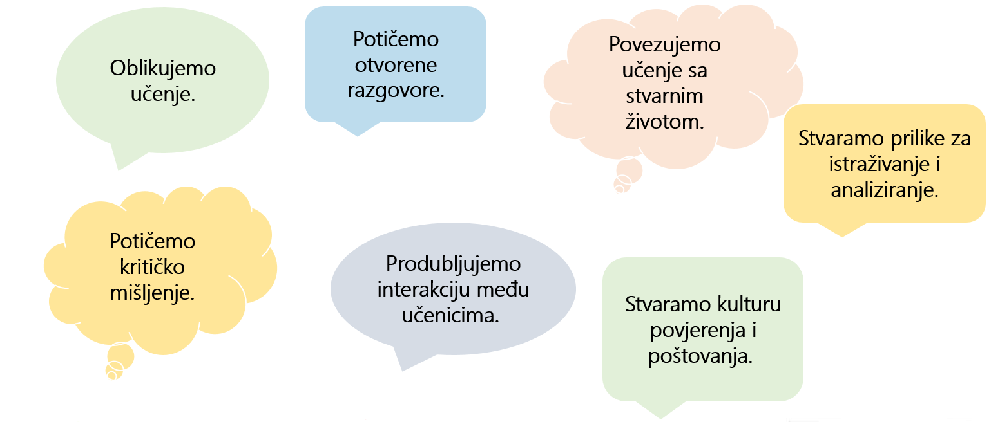 Oblikujemo
učenje.
Potičemo
otvorene
razgovore.
Povezujemo
učenje sa
stvarnim
životom.
Stvaramo prilike za
istraživanje i
analiziranje.
Potičemo
kritičko
mišljenje.
Produbljujemo
interakciju među
učenicima.
Stvaramo kulturu
povjerenja i
poštovanja.